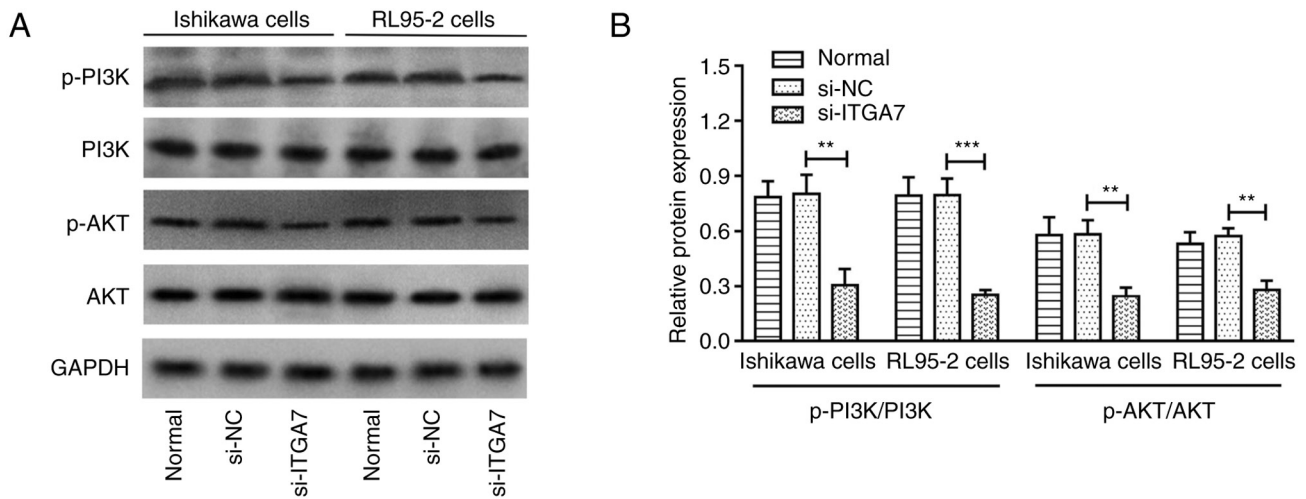 A
Ishikawa cells RL95-2 cells
p-PI3K
PI3K
p-AKT
AKT
GAPDH
Normal
si-NC
si-ITGA7
Normal
si-NC
si-ITGA7
B
Normal
si-NC
si-ITGA7
Relative protein expression
1.5
1.2
0.9
0.6
0.3
0.0
** *** ** **
Ishikawa cells RL95-2 cells Ishikawa cells RL95-2 cells
p-PI3K/PI3K p-AKT/AKT